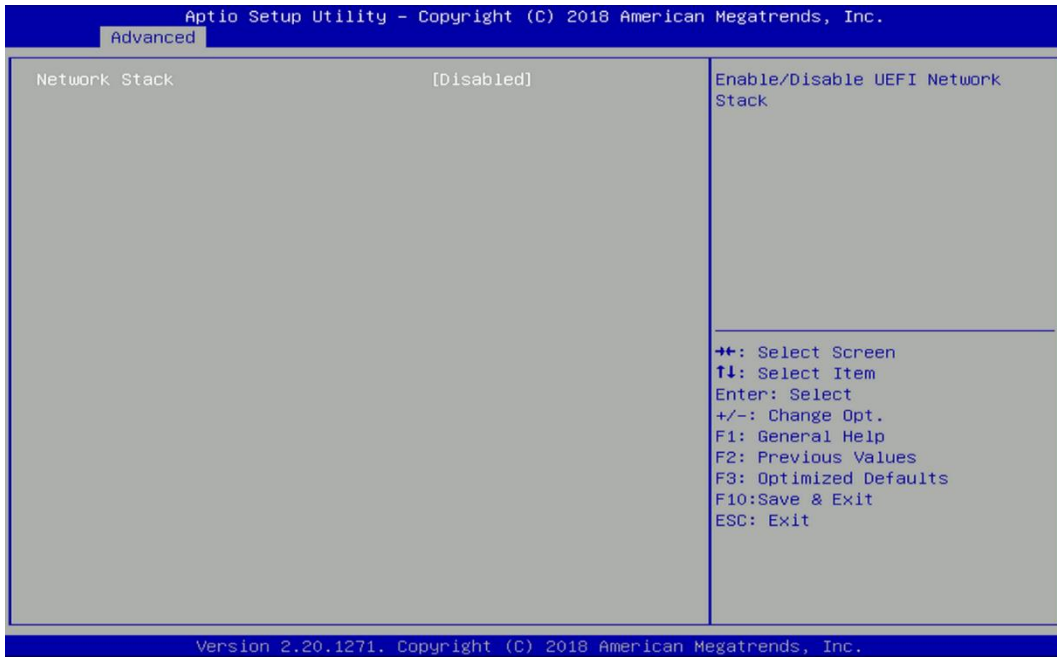 Aptio Setup Utility – Copyright (C) 2018 American Megatrends, Inc.
Advanced
Network Stack [Disabled]
Enable/Disable UEFI Network
Stack
→←: Select Screen
↑↓: Select Item
Enter: Select
+/-: Change Opt.
F1: General Help
F2: Previous Values
F3: Optimized Defaults
F10:Save & Exit
ESC: Exit
Version 2.20.1271. Copyright (C) 2018 American Megatrends, Inc.